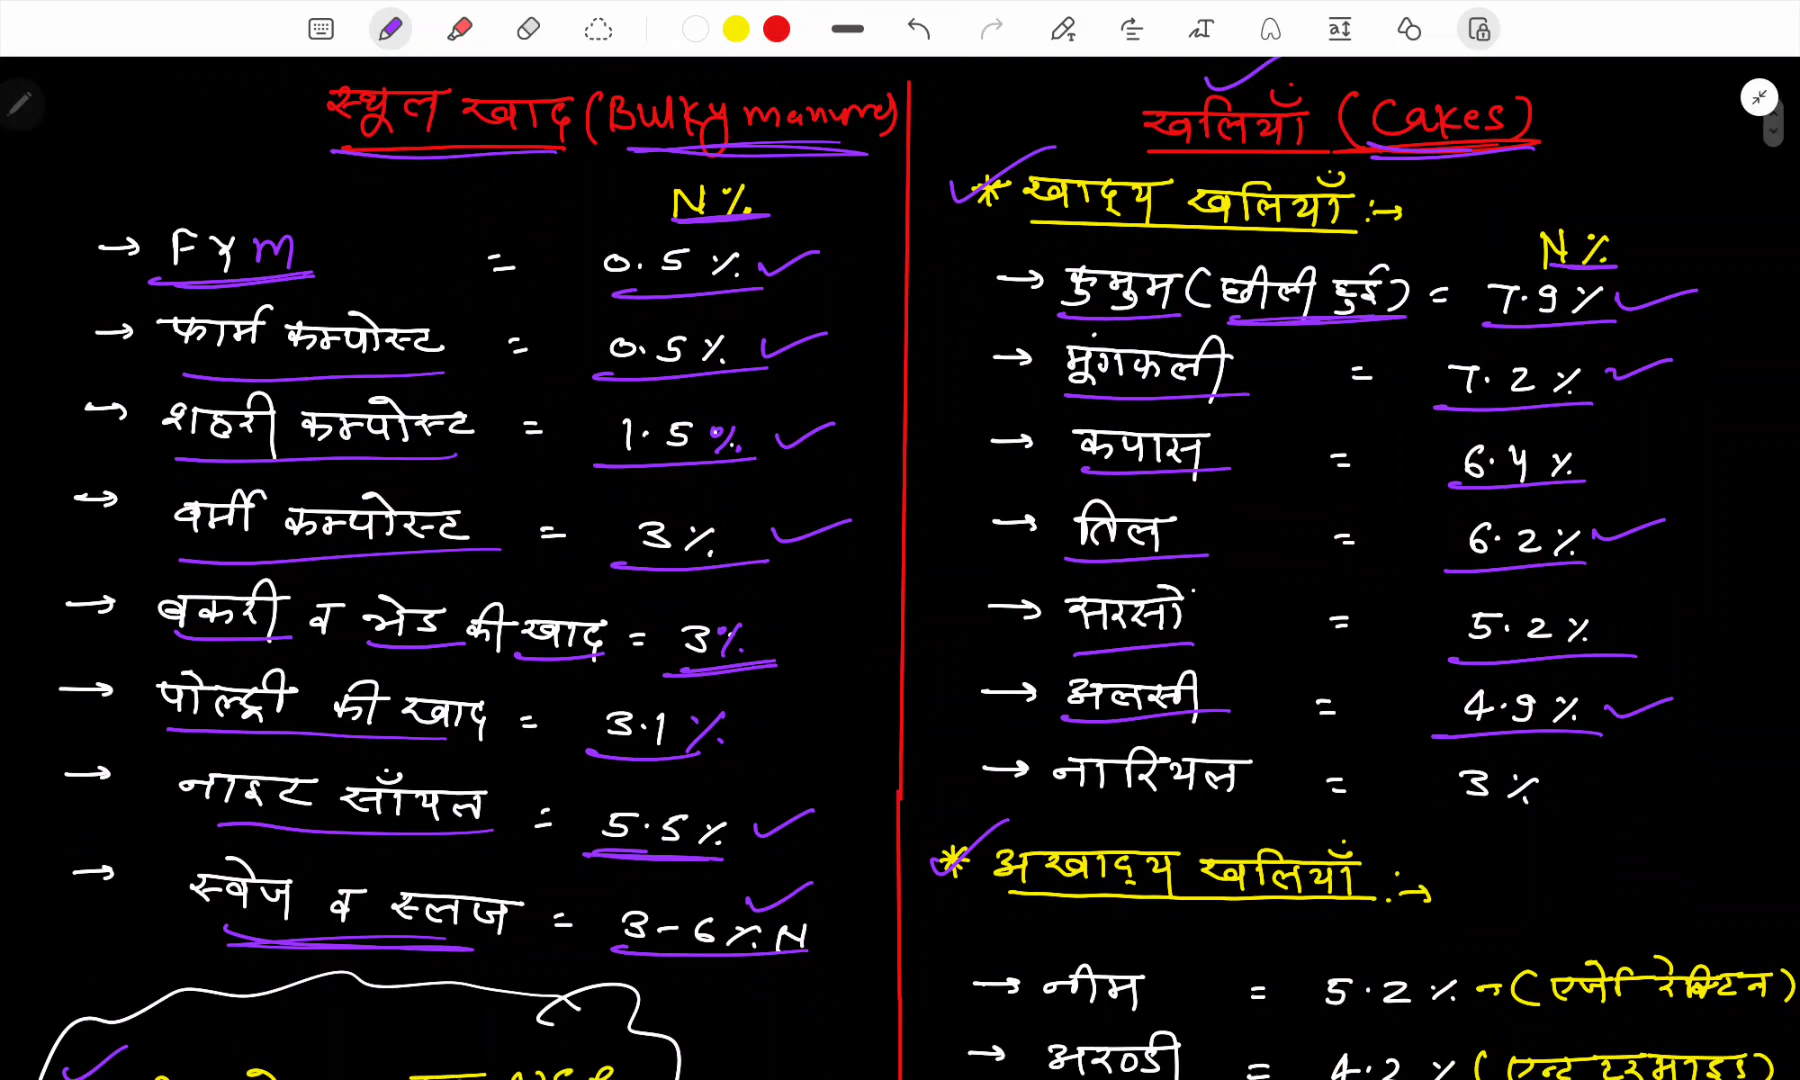 स्थूल खाद (Bulky manure)
N%
→ FYM = 0.5%
→ फार्म कम्पोस्ट = 0.5%
→ शहरी कम्पोस्ट = 1.5%
→ वर्मी कम्पोस्ट = 3%
→ बकरी व भेड की खाद = 3%
→ पोल्ट्री की खाद = 3.1%
→ नाइट सॉयल = 5.5%
→ स्वेज व स्लज = 3-6% N
खलियाँ (Cakes)
* खाद्य खलियाँ :→
N%
→ कुसुम (छीली हुई) = 7.9%
→ मूंगफली = 7.2%
→ कपास = 6.4%
→ तिल = 6.2%
→ सरसों = 5.2%
→ अलसी = 4.9%
→ नारियल = 3%
* अखाद्य खलियाँ :→
→ नीम = 5.2% →
→ अरण्डी = 4.2%